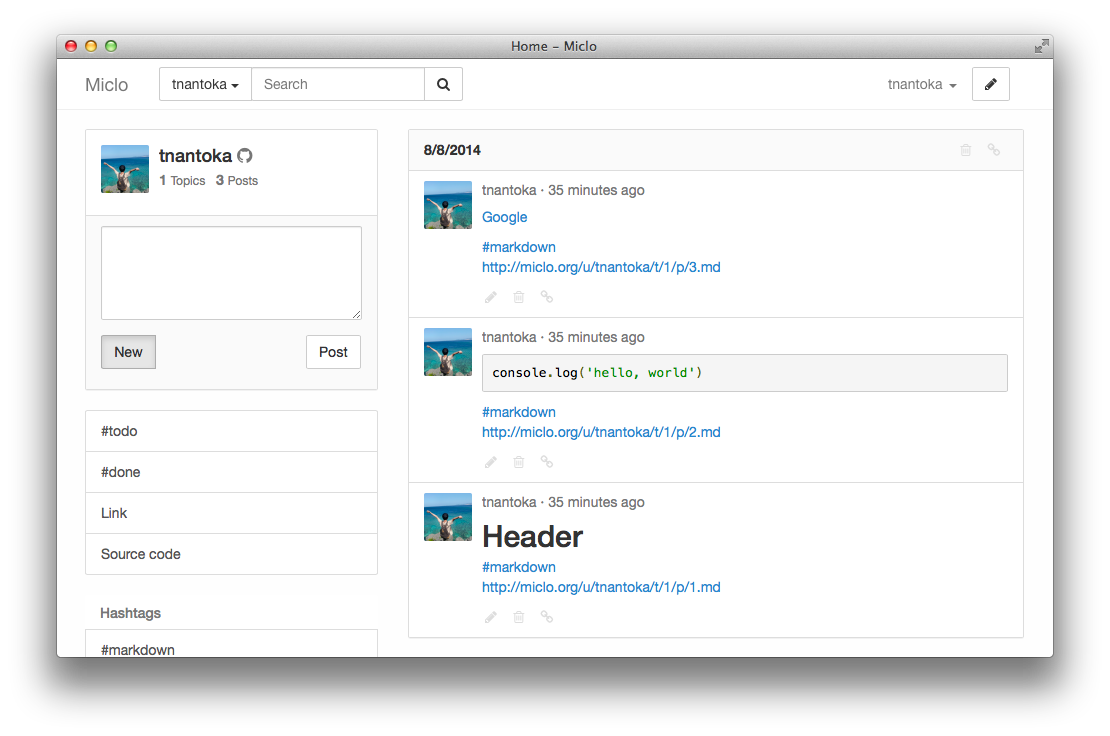 Home – Miclo
Miclo
tnantoka
Search
tnantoka
tnantoka
1 Topics 3 Posts
New
Post
#todo
#done
Link
Source code
Hashtags
#markdown
8/8/2014
tnantoka · 35 minutes ago
Google
#markdown
http://miclo.org/u/tnantoka/t/1/p/3.md
tnantoka · 35 minutes ago
console.log('hello, world')
#markdown
http://miclo.org/u/tnantoka/t/1/p/2.md
tnantoka · 35 minutes ago
Header
#markdown
http://miclo.org/u/tnantoka/t/1/p/1.md